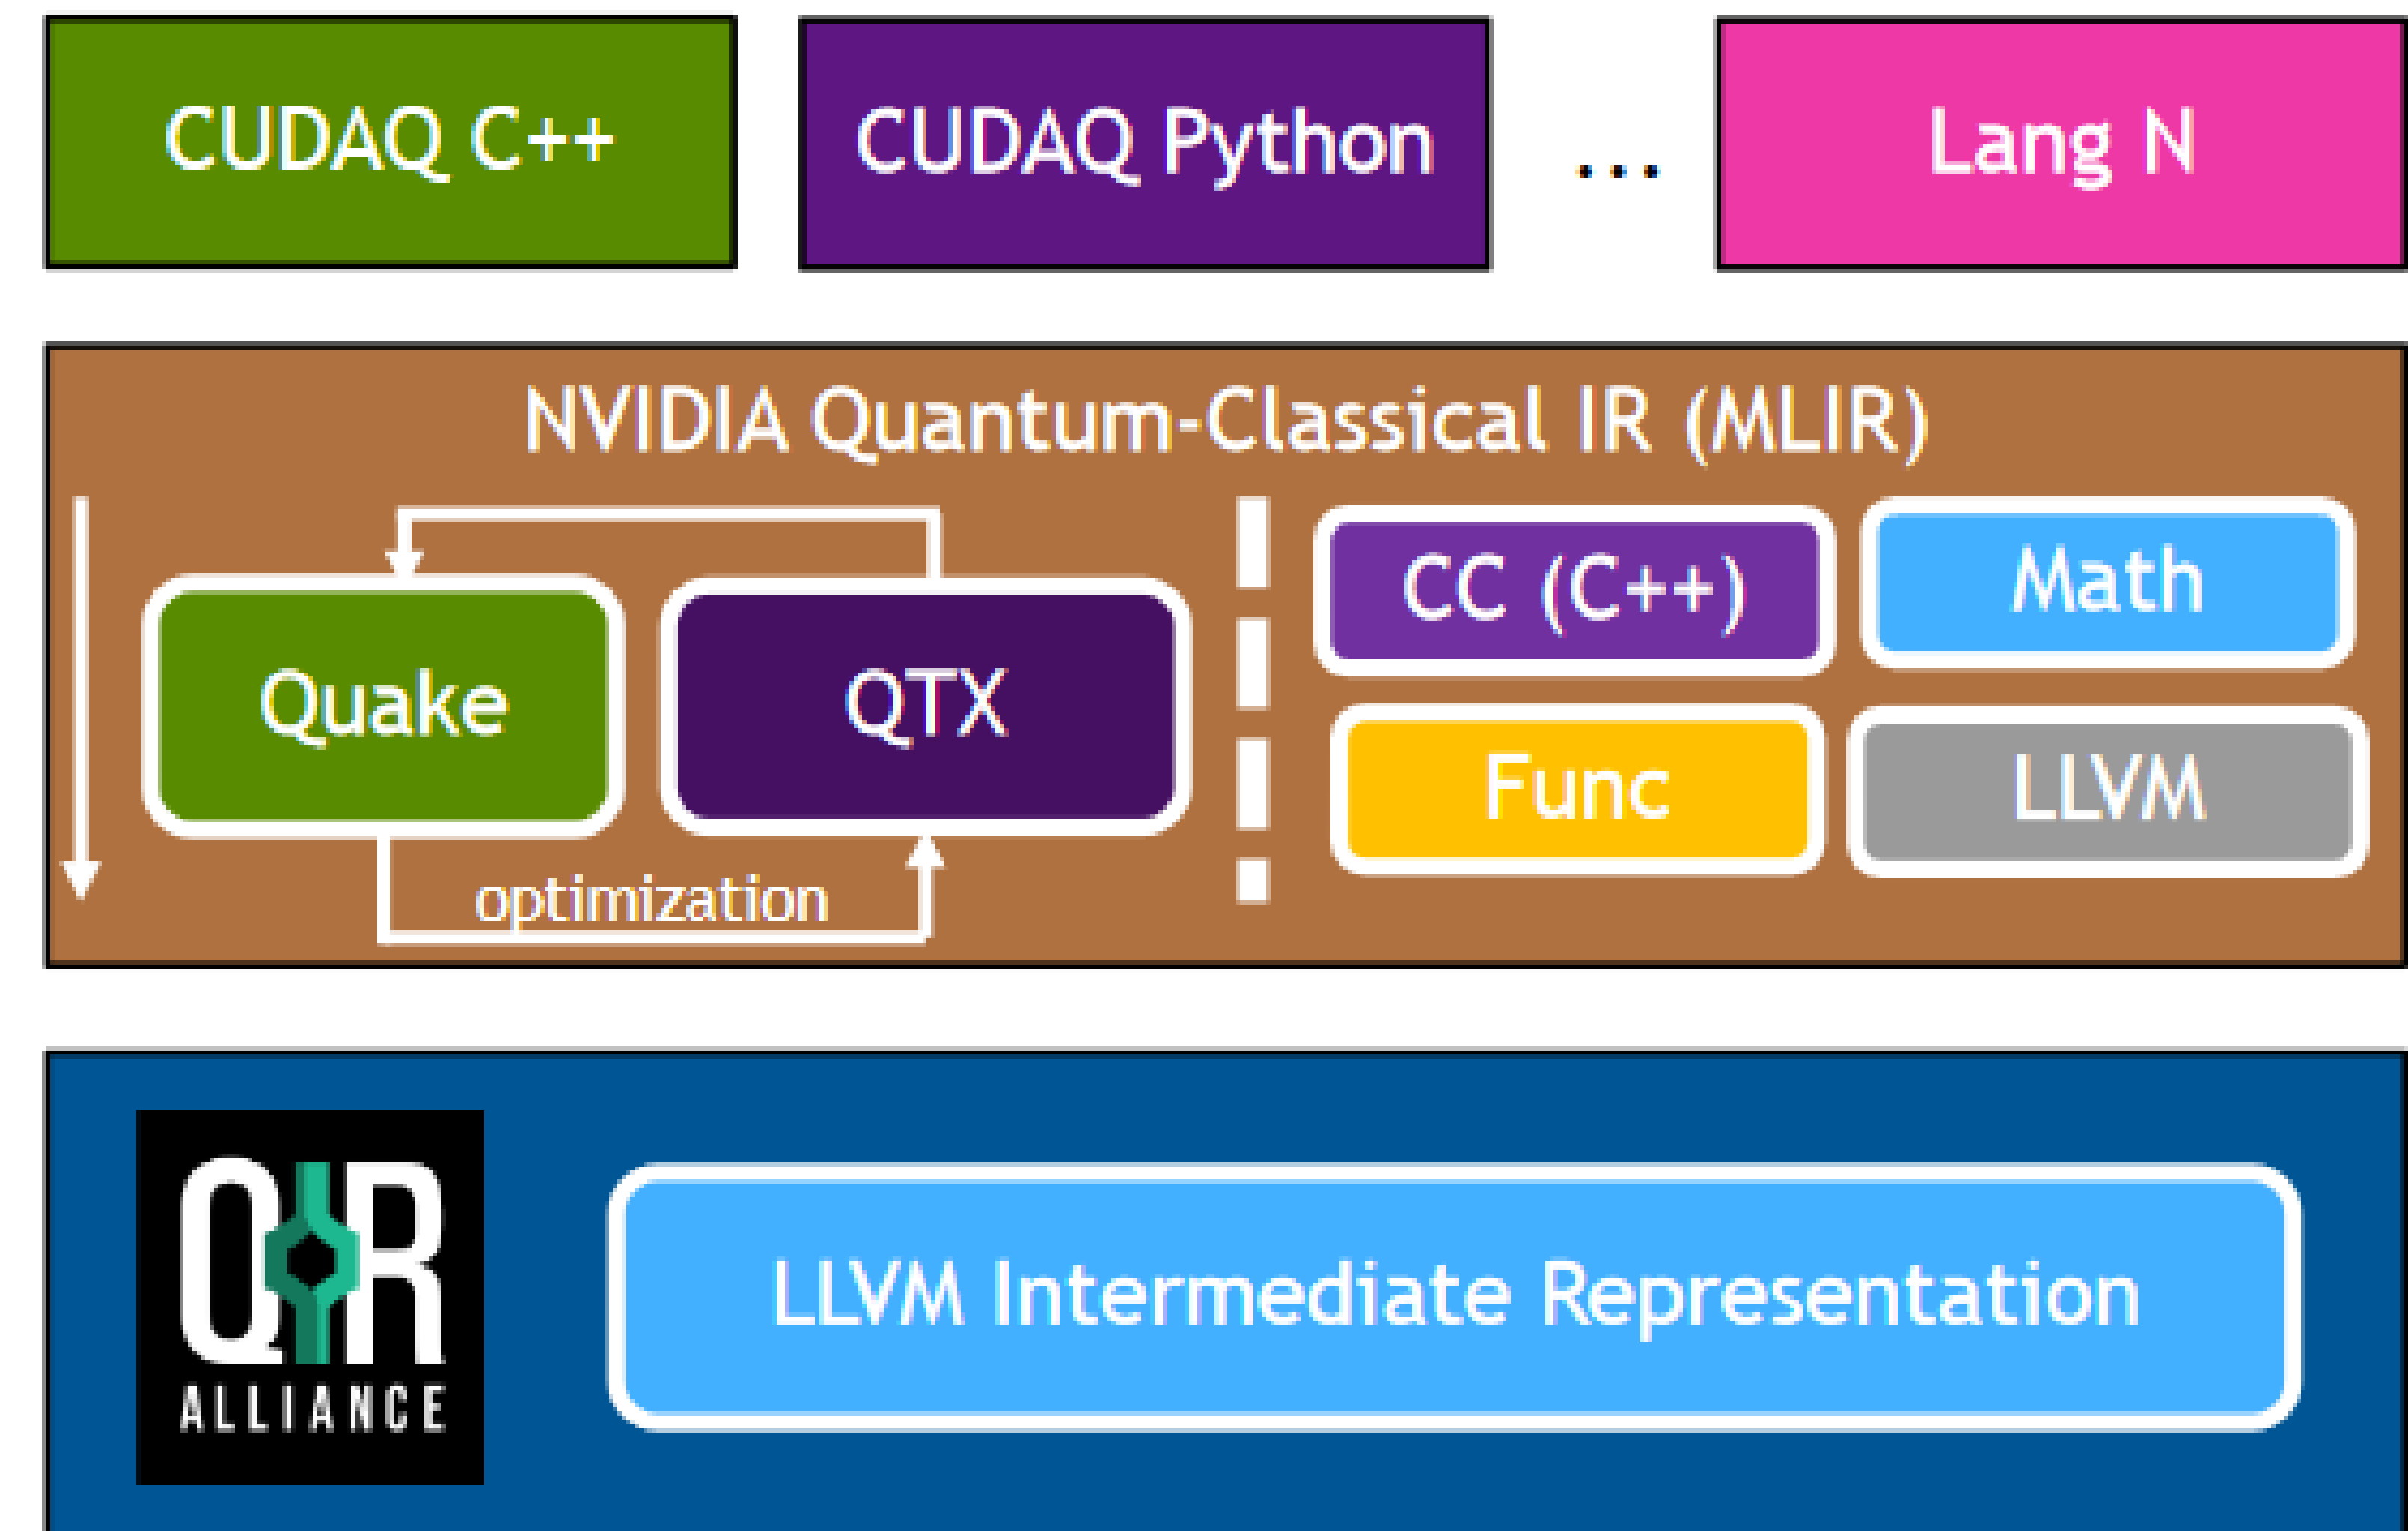 CUDAQ C++
CUDAQ Python
...
Lang N
NVIDIA Quantum-Classical IR (MLIR)
CC (C++)
Math
Quake
QTX
Func
LLVM
optimization
QIR
ALLIANCE
LLVM Intermediate Representation